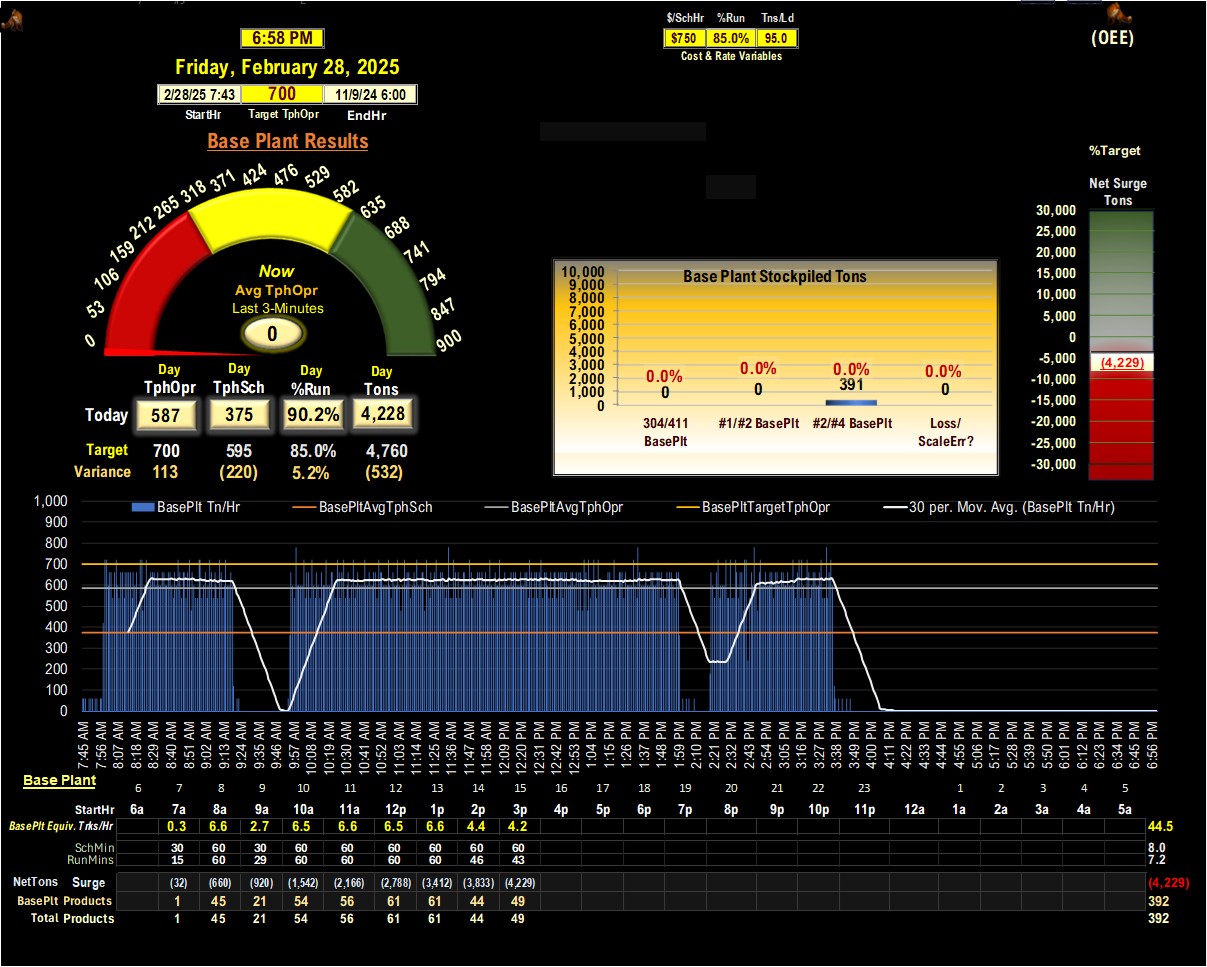 $/SchHr %Run Tns/Ld
$750 85.0% 95.0
Cost & Rate Variables
(OEE)
6:58 PM
Friday, February 28, 2025
2/28/25 7:43 700 11/9/24 6:00
StartHr Target TphOpr EndHr
Base Plant Results
0 53 106 159 212 265 318 371 424 476 529 582 635 688 741 794 847 900
Now
Avg TphOpr
Last 3-Minutes
0
Day Day Day Day
TphOpr TphSch %Run Tons
Today 587 375 90.2% 4,228
Target 700 595 85.0% 4,760
Variance 113 (220) 5.2% (532)
Base Plant Stockpiled Tons
10,000
9,000
8,000
7,000
6,000
5,000
4,000
3,000
2,000
1,000
0
0.0% 0.0% 0.0% 0.0%
0 0 391 0
304/411 BasePlt
#1/#2 BasePlt
#2/#4 BasePlt
Loss/ ScaleErr?
%Target
Net Surge
Tons
30,000
25,000
20,000
15,000
10,000
5,000
0
-5,000
-10,000
-15,000
-20,000
-25,000
-30,000
(4,229)
BasePlt Tn/Hr BasePltAvgTphSch BasePltAvgTphOpr BasePltTargetTphOpr 30 per. Mov. Avg. (BasePlt Tn/Hr)
1,000
900
800
700
600
500
400
300
200
100
0
7:45 AM 7:56 AM 8:07 AM 8:18 AM 8:29 AM 8:40 AM 8:51 AM 9:02 AM 9:13 AM 9:24 AM 9:35 AM 9:46 AM 9:57 AM 10:08 AM 10:19 AM 10:30 AM 10:41 AM 10:52 AM 11:03 AM 11:14 AM 11:25 AM 11:36 AM 11:47 AM 11:58 AM 12:09 PM 12:20 PM 12:31 PM 12:42 PM 12:53 PM 1:04 PM 1:15 PM 1:26 PM 1:37 PM 1:48 PM 1:59 PM 2:10 PM 2:21 PM 2:32 PM 2:43 PM 2:54 PM 3:05 PM 3:16 PM 3:27 PM 3:38 PM 3:49 PM 4:00 PM 4:11 PM 4:22 PM 4:33 PM 4:44 PM 4:55 PM 5:06 PM 5:17 PM 5:28 PM 5:39 PM 5:50 PM 6:01 PM 6:12 PM 6:23 PM 6:34 PM 6:45 PM 6:56 PM
Base Plant
6 7 8 9 10 11 12 13 14 15 16 17 18 19 20 21 22 23 1 2 3 4 5
StartHr 6a 7a 8a 9a 10a 11a 12p 1p 2p 3p 4p 5p 6p 7p 8p 9p 10p 11p 12a 1a 2a 3a 4a 5a
BasePlt Equiv. Trks/Hr 0.3 6.6 2.7 6.5 6.6 6.5 6.6 4.4 4.2 44.5
SchMin 30 60 30 60 60 60 60 60 60 8.0
RunMins 15 60 29 60 60 60 60 46 43 7.2
NetTons Surge (32) (660) (920) (1,542) (2,166) (2,788) (3,412) (3,833) (4,229) (4,229)
BasePlt Products 1 45 21 54 56 61 61 44 49 392
Total Products 1 45 21 54 56 61 61 44 49 392